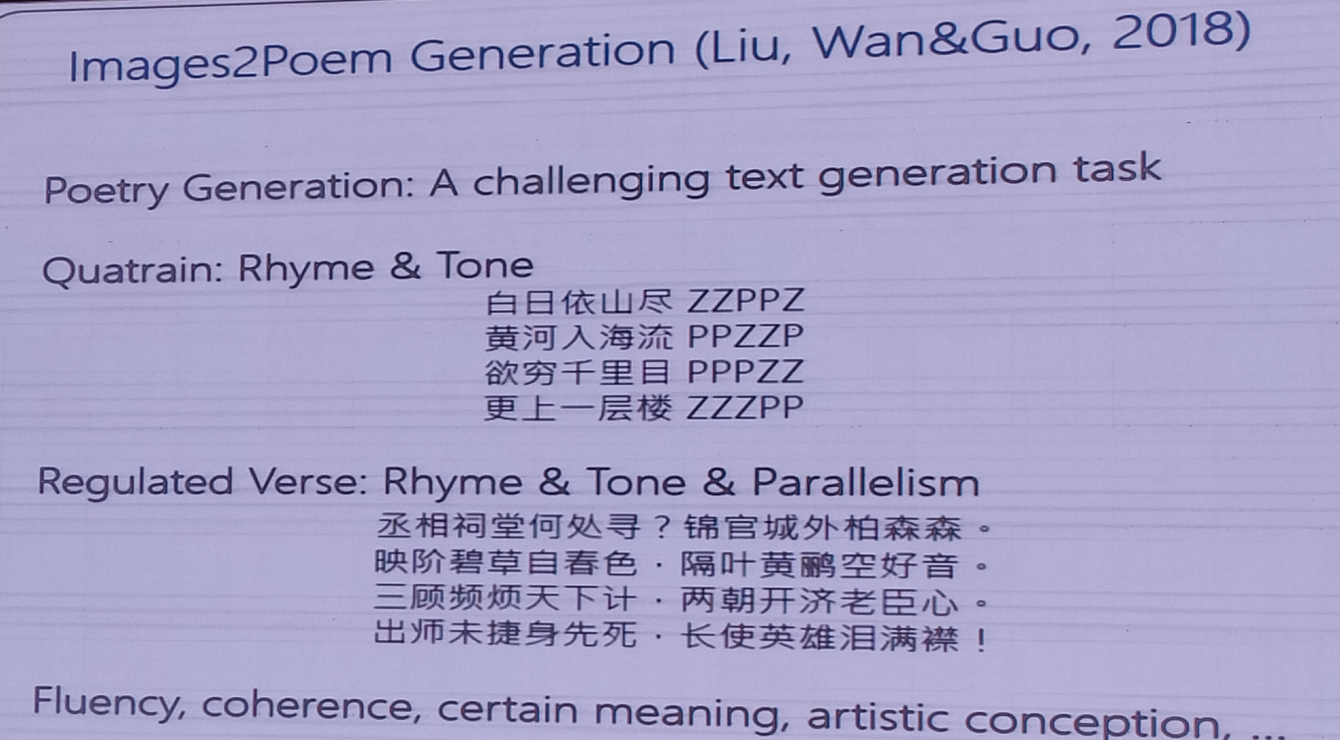 Images2Poem Generation (Liu, Wan&Guo, 2018)
Poetry Generation: A challenging text generation task
Quatrain: Rhyme & Tone
白日依山尽 ZZPPZ
黄河入海流 PPZZP
欲穷千里目 PPPZZ
更上一层楼 ZZZPP
Regulated Verse: Rhyme & Tone & Parallelism
丞相祠堂何处寻？锦官城外柏森森。
映阶碧草自春色·隔叶黄鹂空好音。
三顾频烦天下计·两朝开济老臣心。
出师未捷身先死·长使英雄泪满襟！
Fluency, coherence, certain meaning, artistic conception, ...